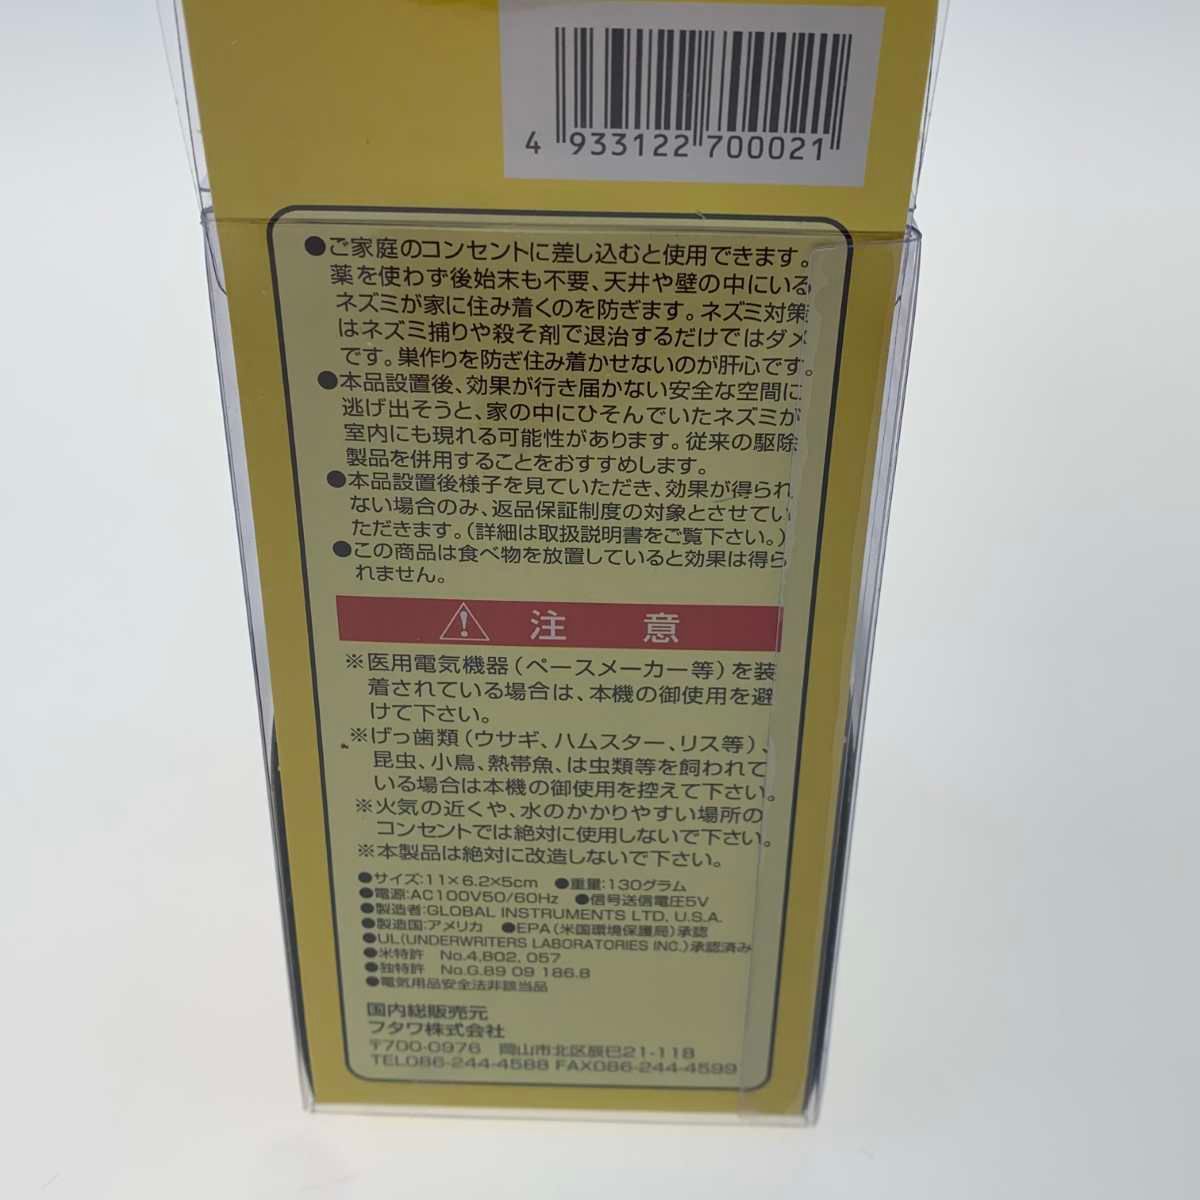 4 933122 700021
●ご家庭のコンセントに差し込むと使用できます。
薬を使わず後始末も不要、天井や壁の中にいる
ネズミが家に住み着くのを防ぎます。ネズミ対策
はネズミ捕りや殺そ剤で退治するだけではダメ
です。巣作りを防ぎ住み着かせないのが肝心です。
●本品設置後、効果が行き届かない安全な空間に
逃げ出そうと、家の中にひそんでいたネズミが
室内にも現れる可能性があります。従来の駆除
製品を併用することをおすすめします。
●本品設置後様子を見ていただき、効果が得られ
ない場合のみ、返品保証制度の対象とさせてい
ただきます。(詳細は取扱説明書をご覧下さい。)
●この商品は食べ物を放置していると効果は得ら
れません。
注意
※医用電気機器(ペースメーカー等)を装
着されている場合は、本機の御使用を避
けて下さい。
※げっ歯類(ウサギ、ハムスター、リス等)、
昆虫、小鳥、熱帯魚、は虫類等を飼われて
いる場合は本機の御使用を控えて下さい。
※火気の近くや、水のかかりやすい場所の
コンセントでは絶対に使用しないで下さい。
※本製品は絶対に改造しないで下さい。
●サイズ:11×6.2×5cm ●重量:130グラム
●電源:AC100V50/60Hz ●信号送信電圧5V
●製造者:GLOBAL INSTRUMENTS LTD. U.S.A.
●製造国:アメリカ ●EPA(米国環境保護局)承認
●UL(UNDERWRITERS LABORATORIES INC.)承認済み
●米特許 No.4,802,057
●独特許 No.G.89 09 186.8
●電気用品安全法非該当品
国内総販売元
フタワ株式会社
〒700-0976 岡山市北区辰巳21-118
TEL086-244-4588 FAX086-244-4599